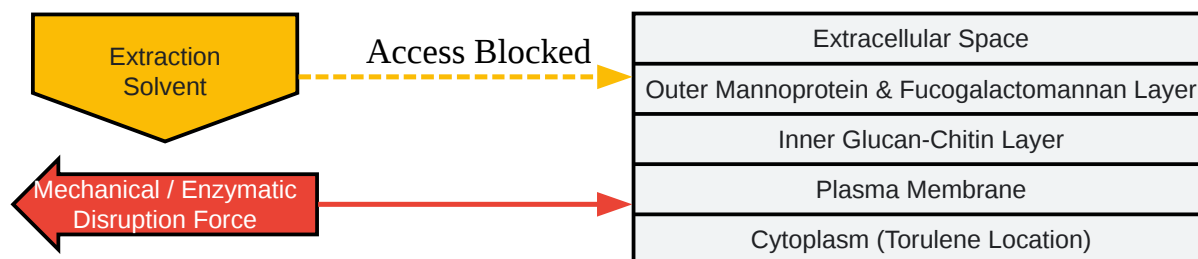 Extraction
Solvent
Access Blocked
Extracellular Space
Outer Mannoprotein & Fucogalactomannan Layer
Inner Glucan-Chitin Layer
Mechanical / Enzymatic
Disruption Force
Plasma Membrane
Cytoplasm (Torulene Location)